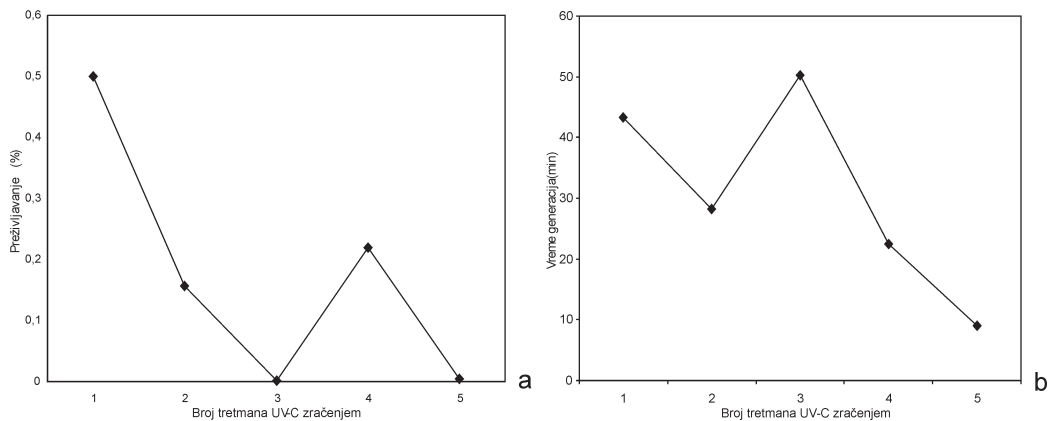 0,6
0,5
0,4
0,3
0,2
0,1
0
Preživljavanje (%)
1 2 3 4 5
Broj tretmana UV-C zračenjem
a
60
50
40
30
20
10
0
Vreme generacija(min)
1 2 3 4 5
Broj tretmana UV-C zračenjem
b